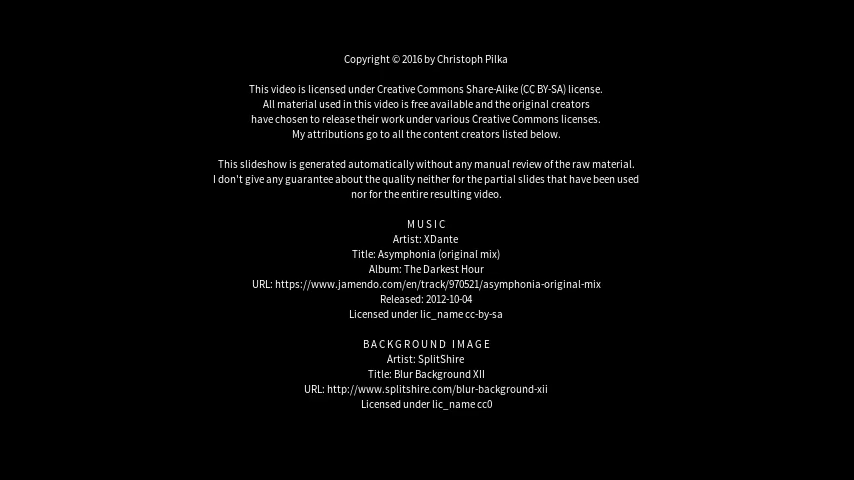 Copyright © 2016 by Christoph Pilka
This video is licensed under Creative Commons Share-Alike (CC BY-SA) license.
All material used in this video is free available and the original creators
have chosen to release their work under various Creative Commons licenses.
My attributions go to all the content creators listed below.
This slideshow is generated automatically without any manual review of the raw material.
I don't give any guarantee about the quality neither for the partial slides that have been used
nor for the entire resulting video.
MUSIC
Artist: XDante
Title: Asymphonia (original mix)
Album: The Darkest Hour
URL: https://www.jamendo.com/en/track/970521/asymphonia-original-mix
Released: 2012-10-04
Licensed under lic_name cc-by-sa
BACKGROUND IMAGE
Artist: SplitShire
Title: Blur Background XII
URL: http://www.splitshire.com/blur-background-xii
Licensed under lic_name cc0